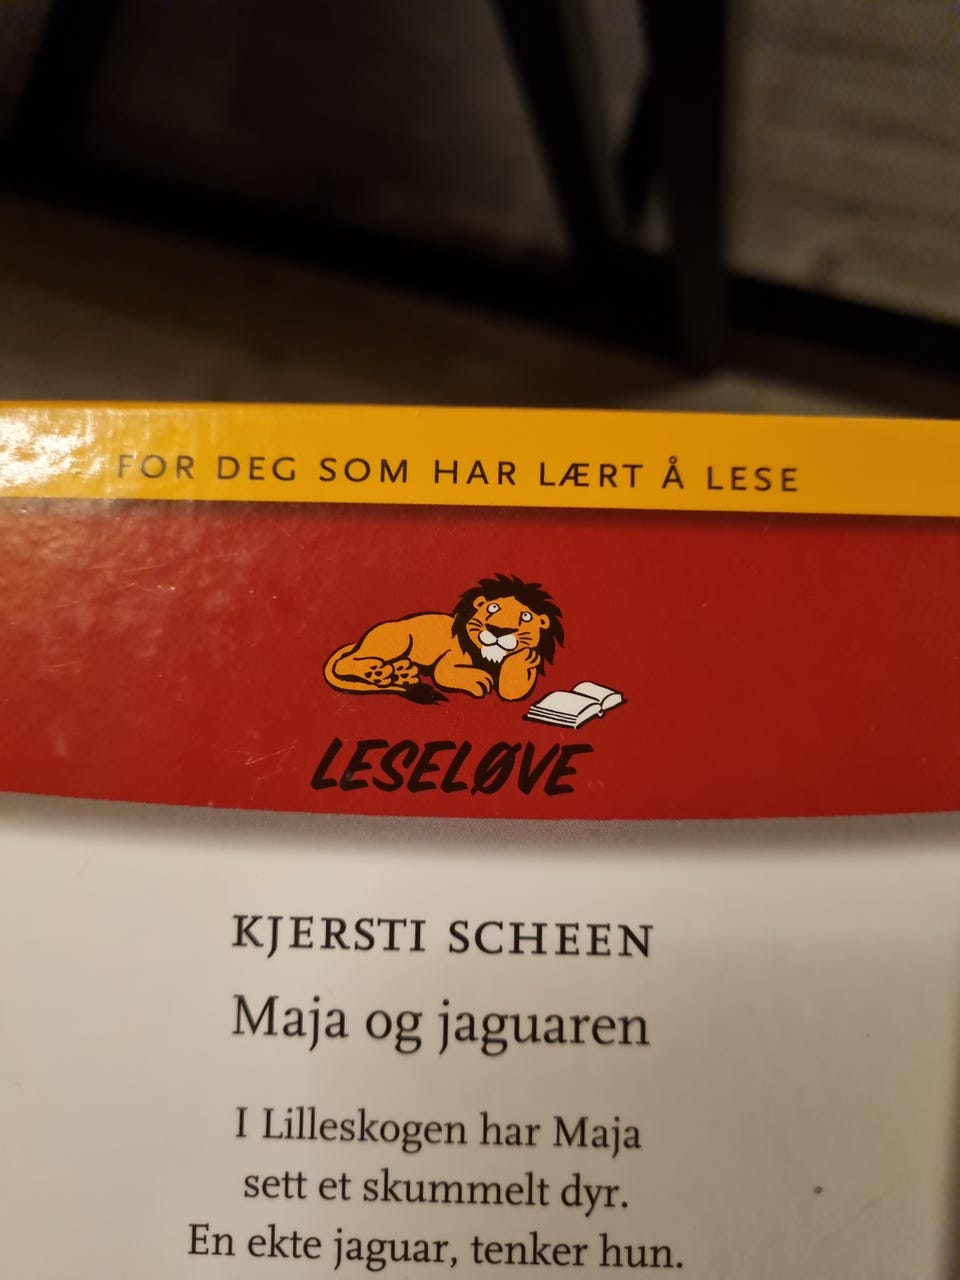 FOR DEG SOM HAR LÆRT Å LESE
LESELØVE
KJERSTI SCHEEN
Maja og jaguaren
I Lilleskogen har Maja
sett et skummelt dyr.
En ekte jaguar, tenker hun.